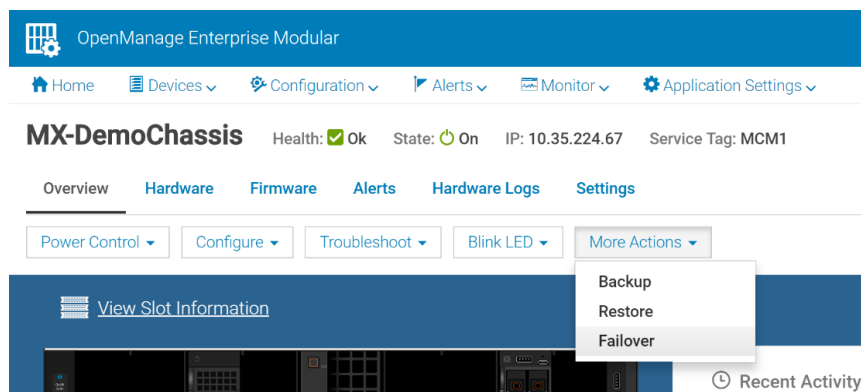 OpenManage Enterprise Modular
Home Devices Configuration Alerts Monitor Application Settings
MX-DemoChassis Health: Ok State: On IP: 10.35.224.67 Service Tag: MCM1
Overview Hardware Firmware Alerts Hardware Logs Settings
Power Control Configure Troubleshoot Blink LED More Actions
Backup
Restore
Failover
View Slot Information
Recent Activity